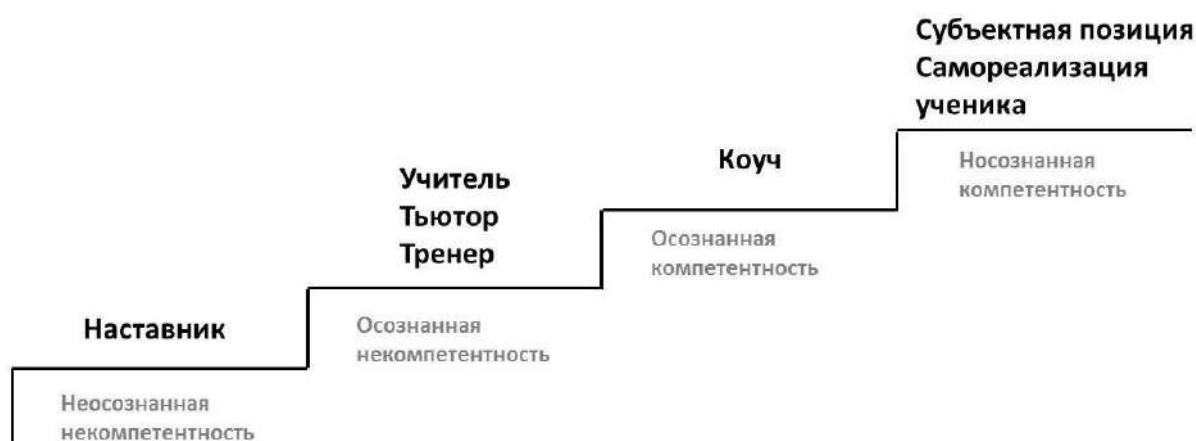 Субъектная позиция
Самореализация
ученика
Коуч
Носознанная
компетентность
Учитель
Тьютор
Тренер
Осознанная
компетентность
Наставник
Осознанная
некомпетентность
Неосознанная
некомпетентность